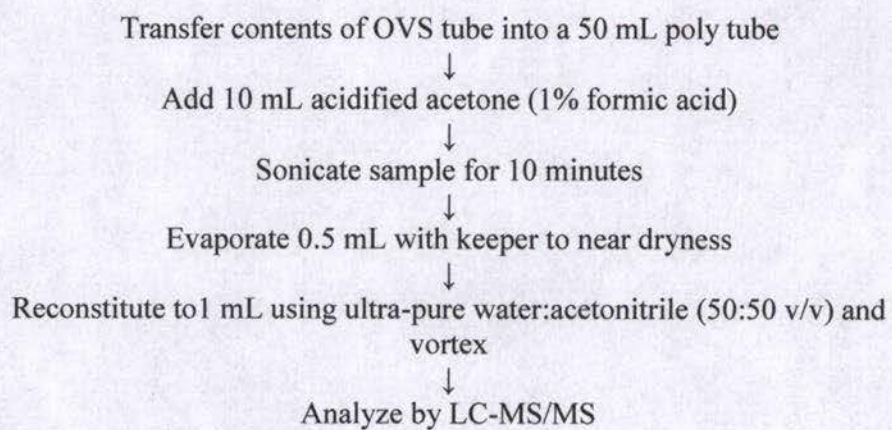 Transfer contents of OVS tube into a 50 mL poly tube
↓
Add 10 mL acidified acetone (1% formic acid)
↓
Sonicate sample for 10 minutes
↓
Evaporate 0.5 mL with keeper to near dryness
↓
Reconstitute to1 mL using ultra-pure water:acetonitrile (50:50 v/v) and
vortex
↓
Analyze by LC-MS/MS